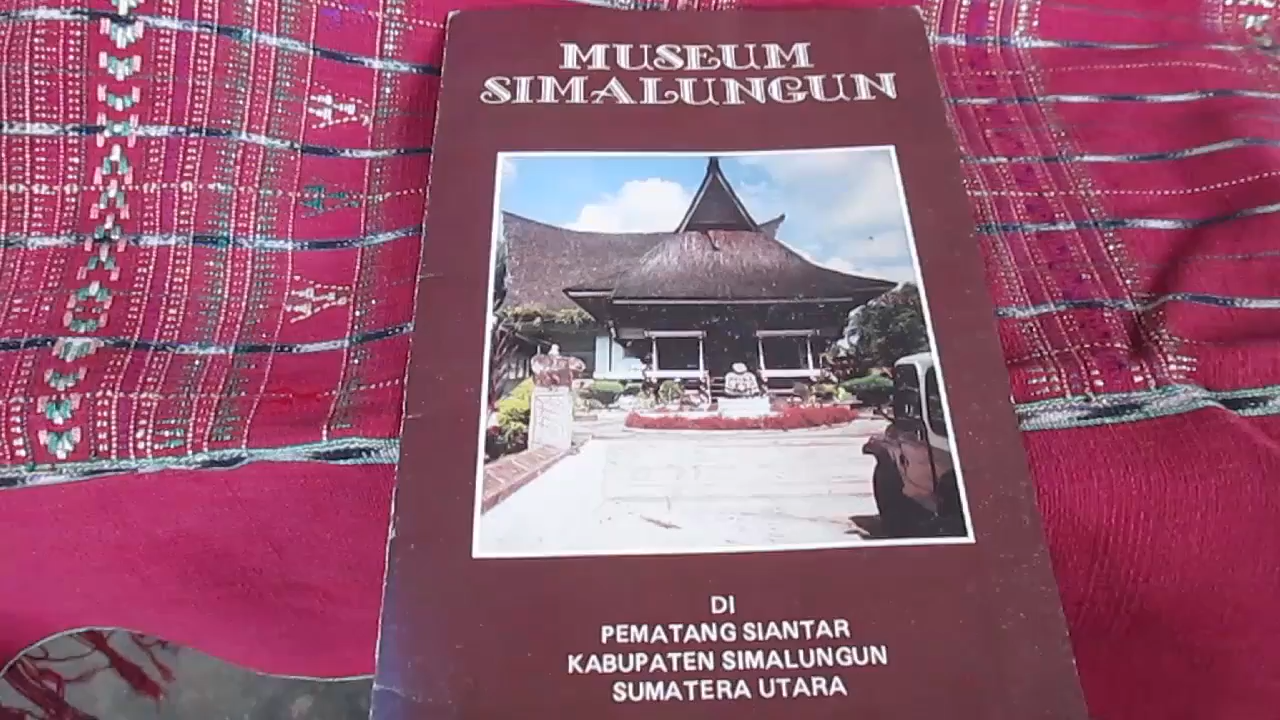 MUSEUM
SIMALUNGUN
DI
PEMATANG SIANTAR
KABUPATEN SIMALUNGUN
SUMATERA UTARA